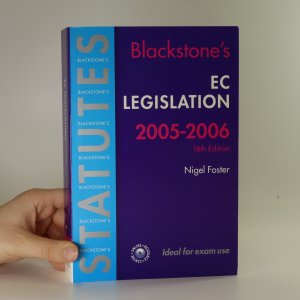 Blackstone's
EC
LEGISLATION
2005-2006
16th Edition
Nigel Foster
Ideal for exam use
STATUTES
BLACKSTONE'S
BLACKSTONE'S
BLACKSTONE'S
BLACKSTONE'S
BLACKSTONE'S
BLACKSTONE'S
BLACKSTONE'S